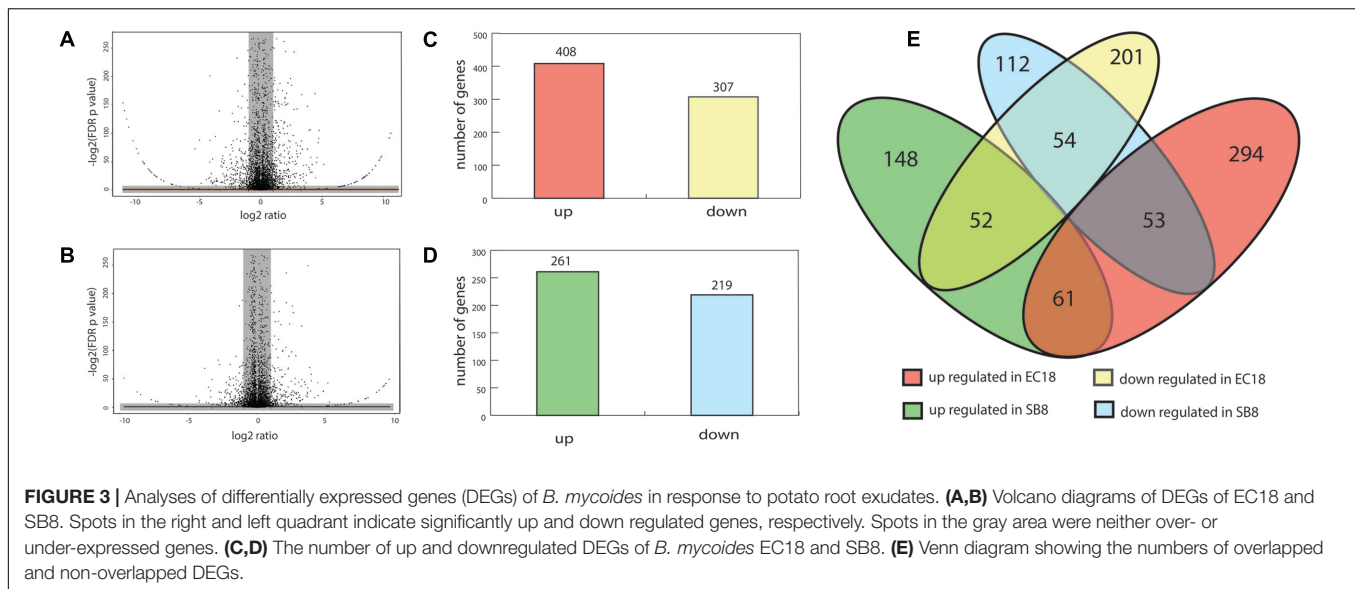 A
-log2(FDR p value)
250
200
150
100
50
0
-10
-5
0
5
10
log2 ratio
B
-log2(FDR p value)
250
200
150
100
50
0
-10
-5
0
5
10
log2 ratio
C
number of genes
500
400
300
200
100
0
408
307
up
down
D
number of genes
300
250
200
150
100
50
0
261
219
up
down
E
112
201
148
54
294
52
53
61
up regulated in EC18
down regulated in EC18
up regulated in SB8
down regulated in SB8
FIGURE 3 | Analyses of differentially expressed genes (DEGs) of B. mycoides in response to potato root exudates. (A,B) Volcano diagrams of DEGs of EC18 and
SB8. Spots in the right and left quadrant indicate significantly up and down regulated genes, respectively. Spots in the gray area were neither over- or
under-expressed genes. (C,D) The number of up and downregulated DEGs of B. mycoides EC18 and SB8. (E) Venn diagram showing the numbers of overlapped
and non-overlapped DEGs.